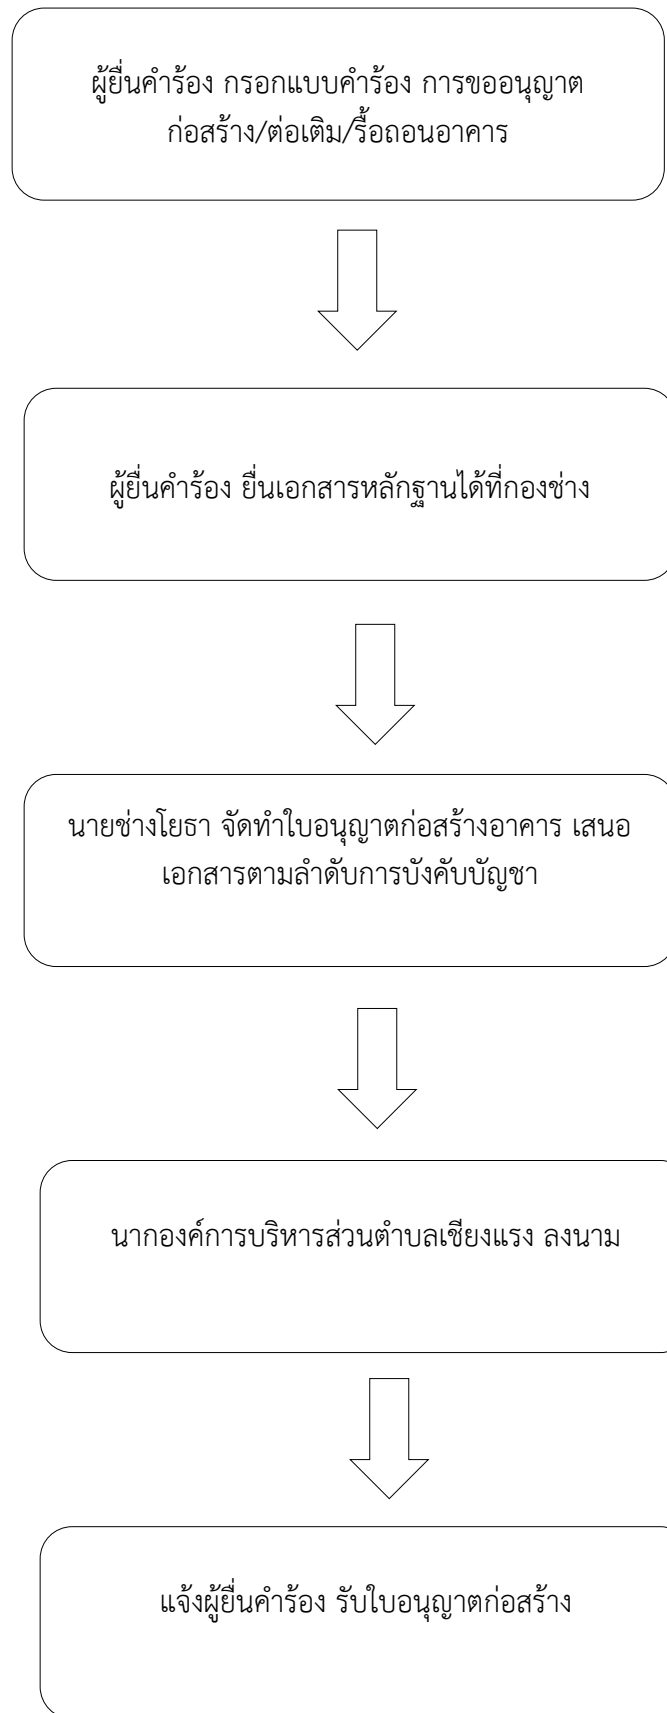 ผู้ยื่นคำร้อง กรอกแบบคำร้อง การขออนุญาต
ก่อสร้าง/ต่อเติม/รื้อถอนอาคาร
ผู้ยื่นคำร้อง ยื่นเอกสารหลักฐานได้ที่กองช่าง
นายช่างโยธา จัดทำใบอนุญาตก่อสร้างอาคาร เสนอ
เอกสารตามลำดับการบังคับบัญชา
นากองค์การบริหารส่วนตำบลเชียงแรง ลงนาม
แจ้งผู้ยื่นคำร้อง รับใบอนุญาตก่อสร้าง